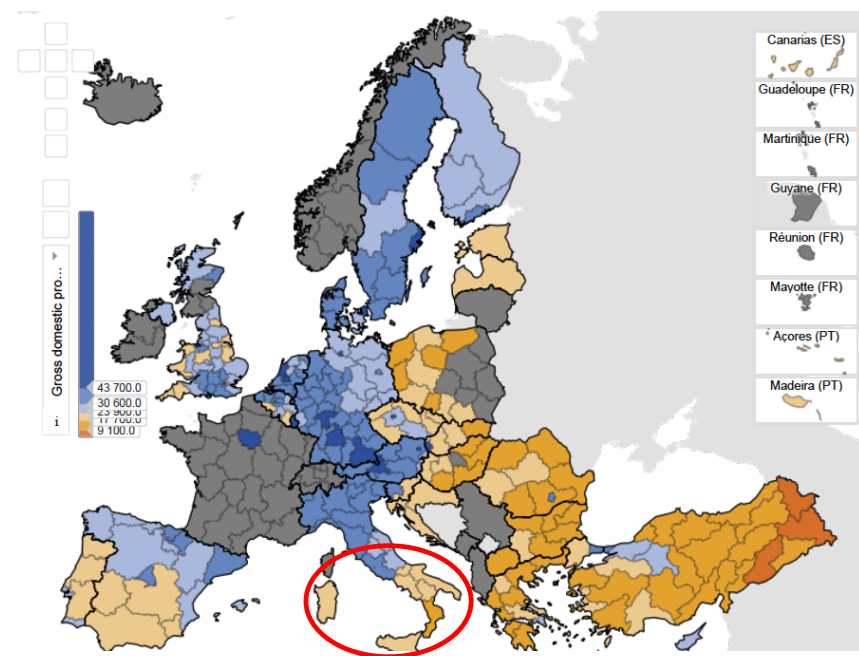 Canarias (ES)
Guadeloupe (FR)
Martinique (FR)
Guyane (FR)
Réunion (FR)
Mayotte (FR)
Açores (PT)
Madeira (PT)
Gross domestic pro...
i
43 700.0
30 600.0
23 900.0
17 700.0
9 100.0